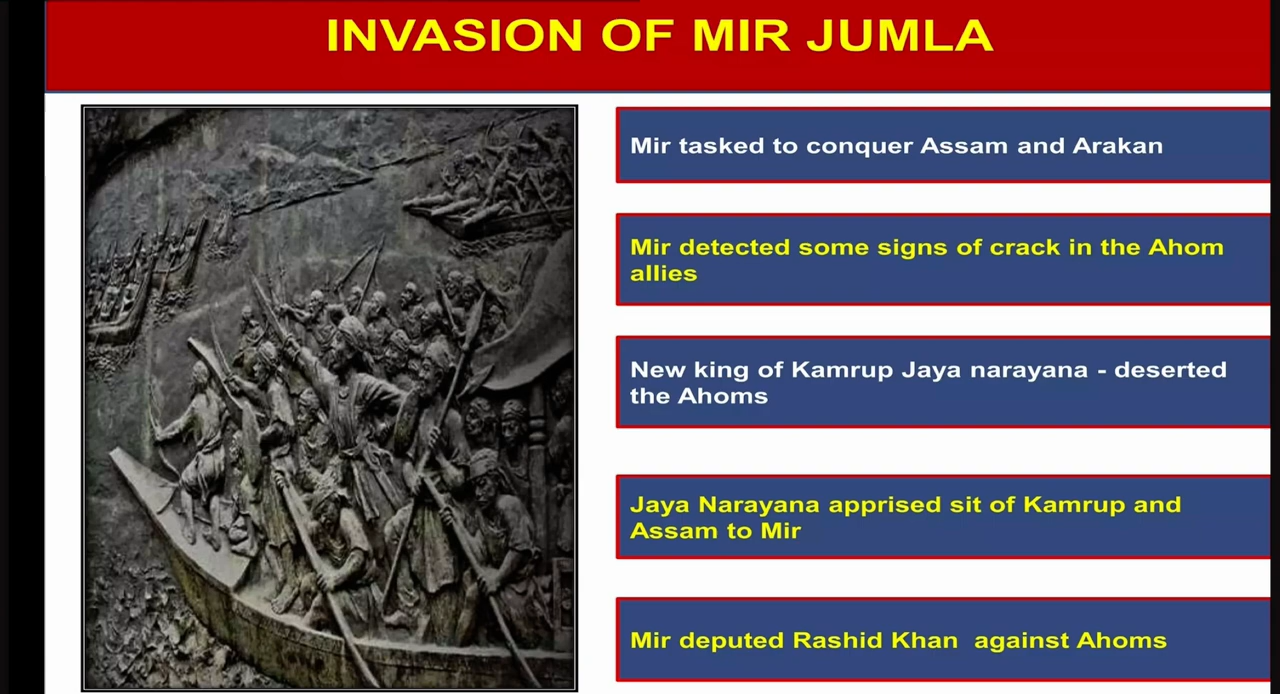 INVASION OF MIR JUMLA
Mir tasked to conquer Assam and Arakan
Mir detected some signs of crack in the Ahom
allies
New king of Kamrup Jaya narayana - deserted
the Ahoms
Jaya Narayana apprised sit of Kamrup and
Assam to Mir
Mir deputed Rashid Khan  against Ahoms